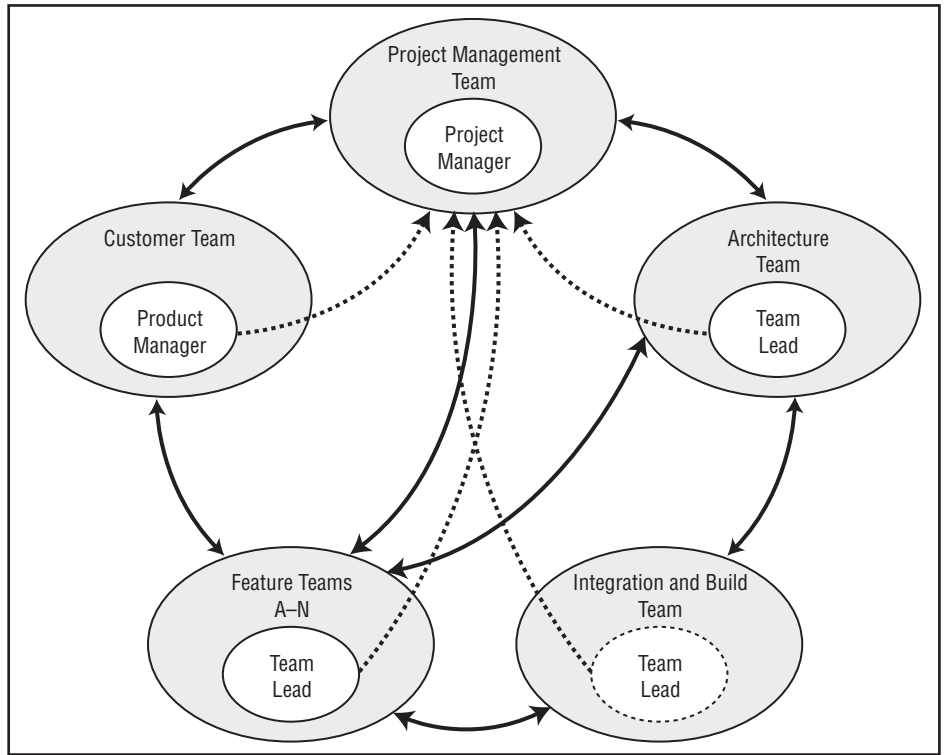 Project Management
Team
Project
Manager
Customer Team
Product
Manager
Architecture
Team
Team
Lead
Feature Teams
A–N
Team
Lead
Integration and Build
Team
Team
Lead